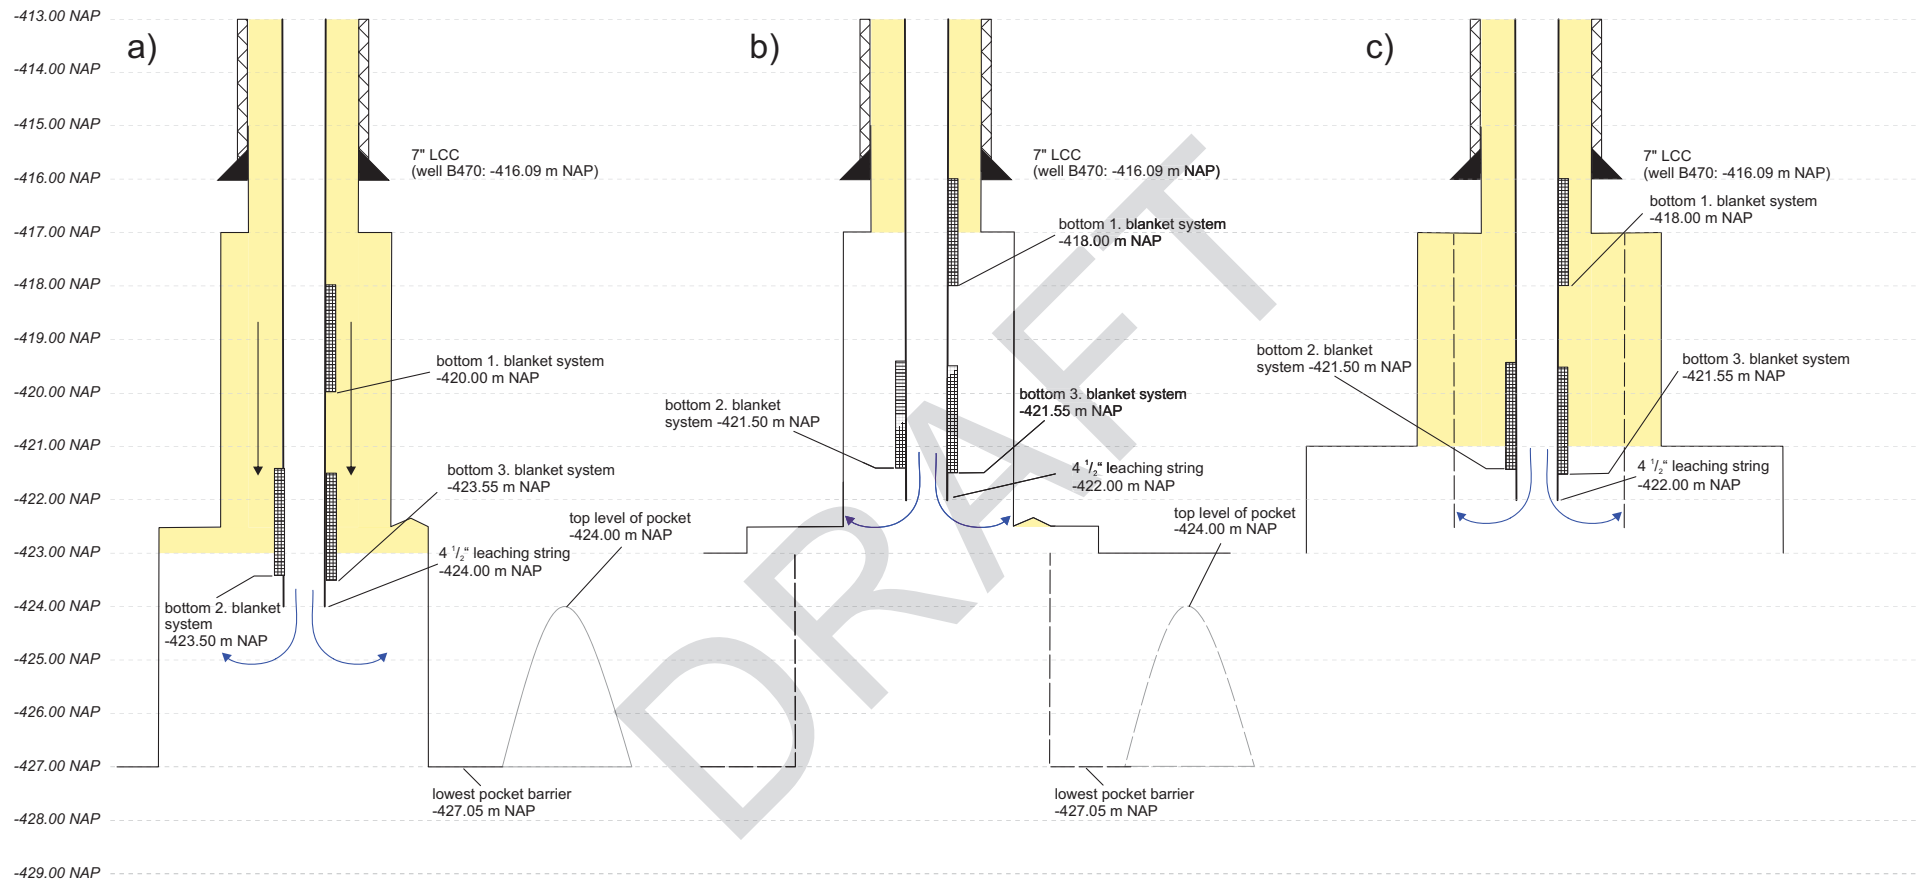 -413.00 NAP
-414.00 NAP
-415.00 NAP
-416.00 NAP
-417.00 NAP
-418.00 NAP
-419.00 NAP
-420.00 NAP
-421.00 NAP
-422.00 NAP
-423.00 NAP
-424.00 NAP
-425.00 NAP
-426.00 NAP
-427.00 NAP
-428.00 NAP
-429.00 NAP
a)
7" LCC
(well B470: -416.09 m NAP)
bottom 1. blanket system
-420.00 m NAP
bottom 3. blanket system
-423.55 m NAP
top level of pocket
-424.00 m NAP
4 1/2“ leaching string
-424.00 m NAP
bottom 2. blanket
system
-423.50 m NAP
lowest pocket barrier
-427.05 m NAP
b)
7" LCC
(well B470: -416.09 m NAP)
bottom 1. blanket system
-418.00 m NAP
bottom 2. blanket
system -421.50 m NAP
bottom 3. blanket system
-421.55 m NAP
4 1/2“ leaching string
-422.00 m NAP
top level of pocket
-424.00 m NAP
lowest pocket barrier
-427.05 m NAP
c)
7" LCC
(well B470: -416.09 m NAP)
bottom 1. blanket system
-418.00 m NAP
bottom 2. blanket
system -421.50 m NAP
bottom 3. blanket system
-421.55 m NAP
4 1/2“ leaching string
-422.00 m NAP
DRAFT